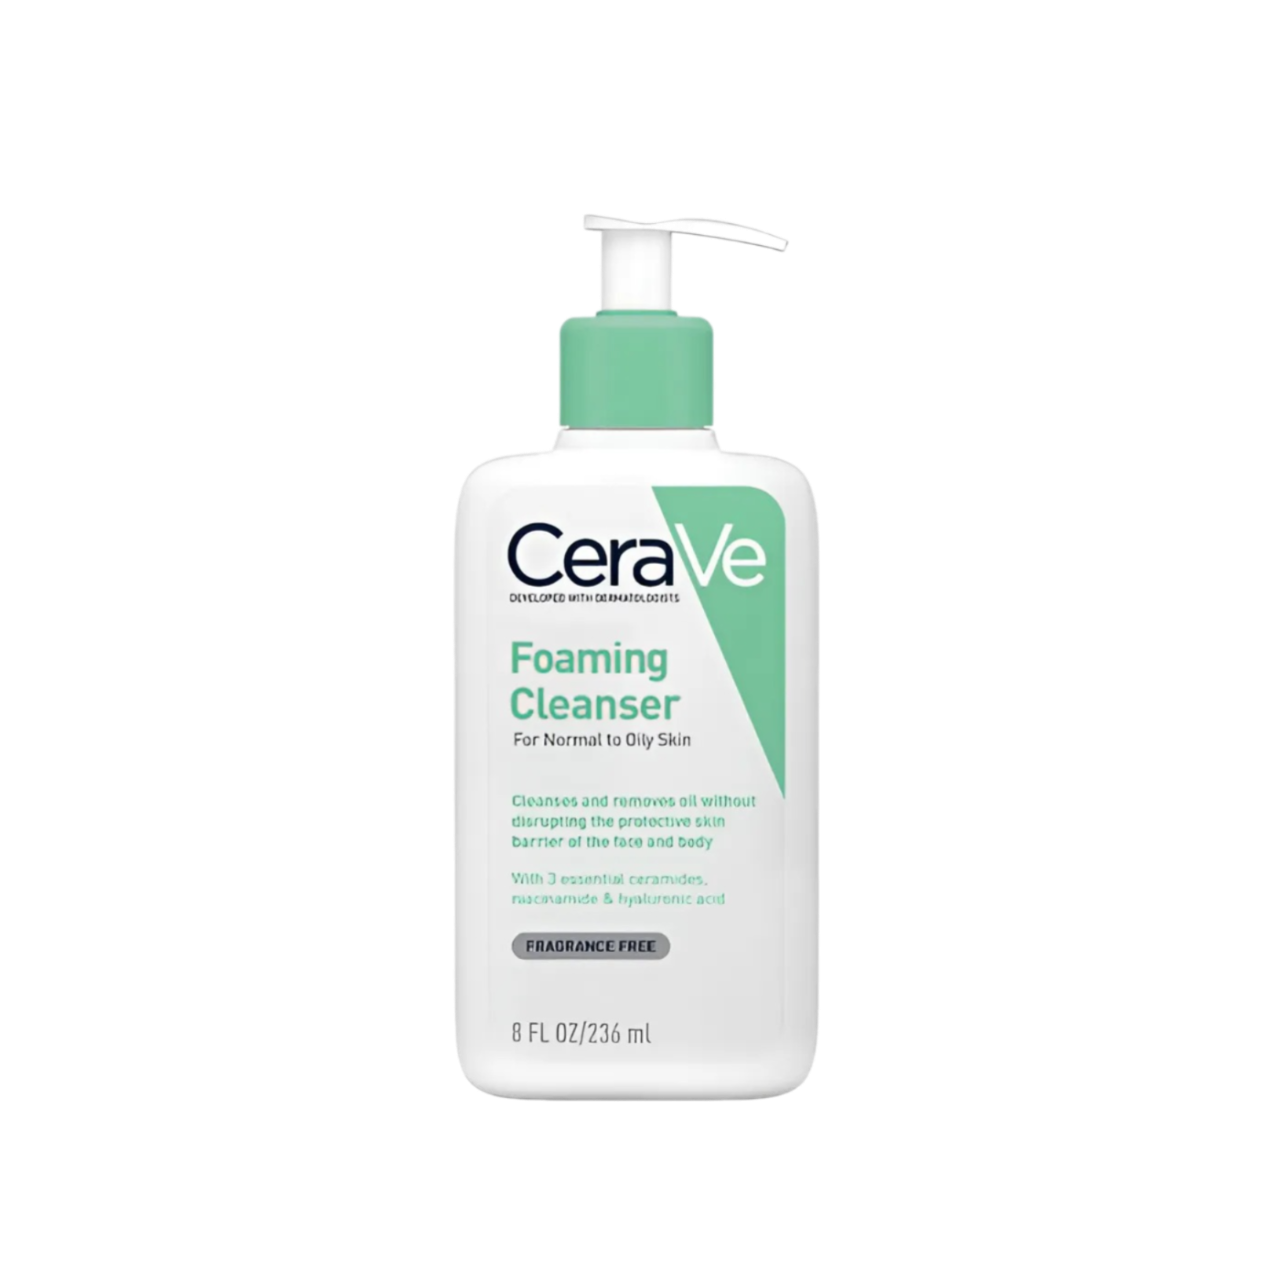 CeraVe
DEVELOPED WITH DERMATOLOGISTS
Foaming
Cleanser
For Normal to Oily Skin
Cleanses and removes oil without
disrupting the protective skin
barrier of the face and body
With 3 essential ceramides,
niacinamide & hyaluronic acid
FRAGRANCE FREE
8 FL OZ/236 ml